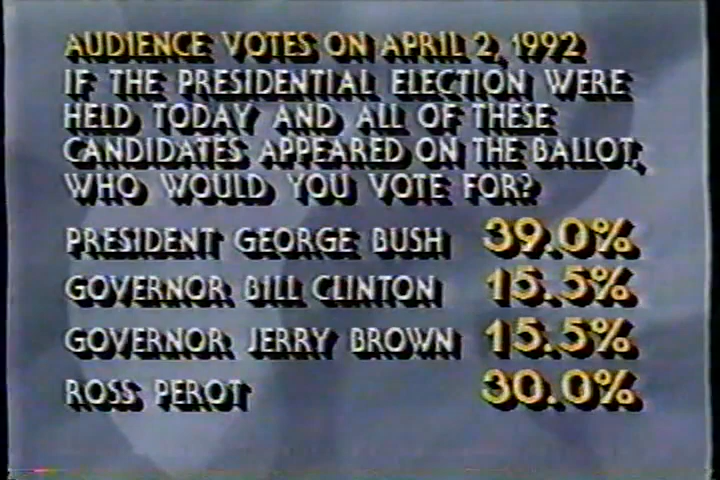 AUDIENCE VOTES ON APRIL 2, 1992
IF THE PRESIDENTIAL ELECTION WERE
HELD TODAY AND ALL OF THESE
CANDIDATES APPEARED ON THE BALLOT,
WHO WOULD YOU VOTE FOR?
PRESIDENT GEORGE BUSH 39.0%
GOVERNOR BILL CLINTON 15.5%
GOVERNOR JERRY BROWN 15.5%
ROSS PEROT 30.0%